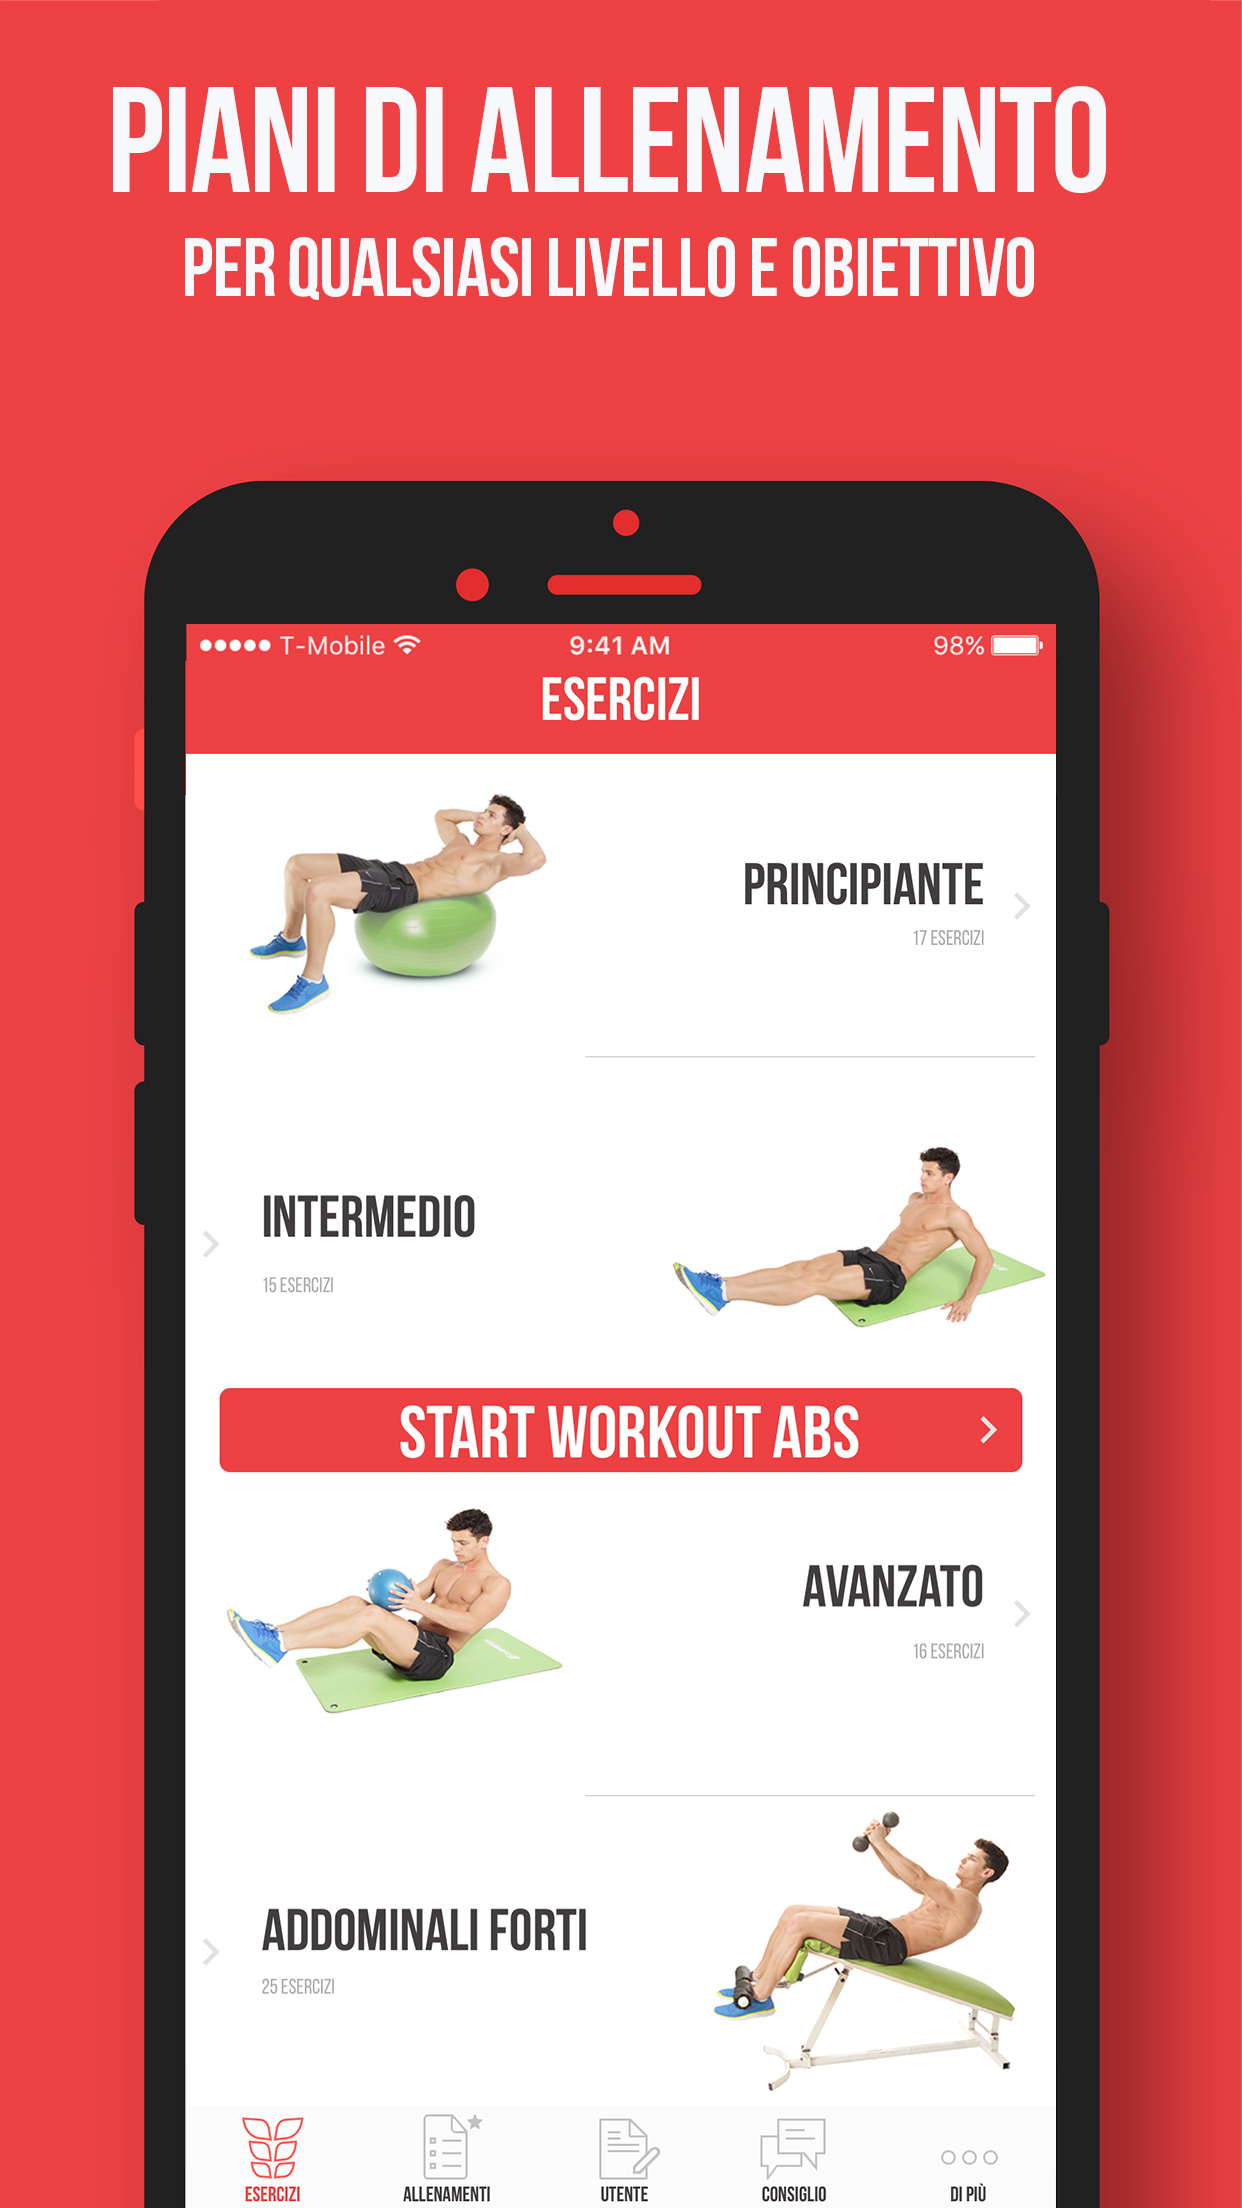 PIANI DI ALLENAMENTO
PER QUALSIASI LIVELLO E OBIETTIVO
T-Mobile 9:41 AM 98%
ESERCIZI
PRINCIPIANTE
17 ESERCIZI
INTERMEDIO
15 ESERCIZI
START WORKOUT ABS
AVANZATO
16 ESERCIZI
ADDOMINALI FORTI
25 ESERCIZI
ESERCIZI ALLENAMENTI UTENTE CONSIGLIO DI PIÙ